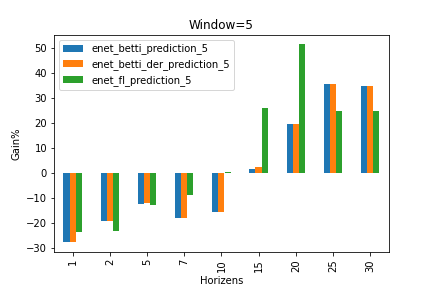 Window=5
enet_betti_prediction_5
enet_betti_der_prediction_5
enet_fl_prediction_5
Gain%
50
40
30
20
10
0
−10
−20
−30
1 2 5 7 10 15 20 25 30
Horizens